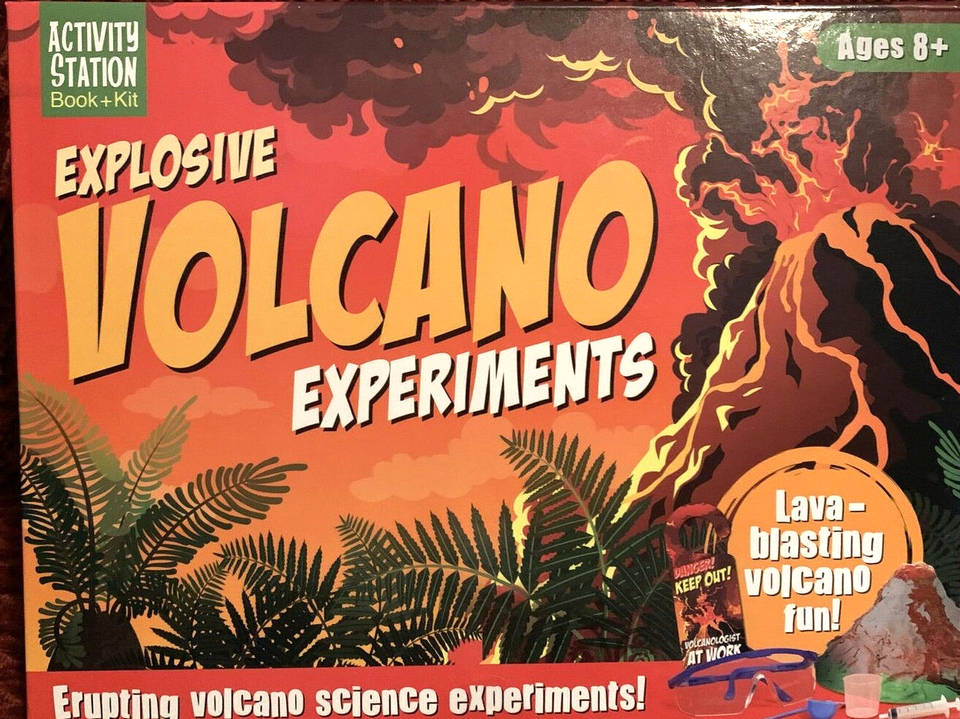 ACTIVITY
STATION
Book+Kit
Ages 8+
EXPLOSIVE
VOLCANO
EXPERIMENTS
Lava-
blasting
volcano
fun!
DANGER!
KEEP OUT!
VOLCANOLOGIST
AT WORK
Erupting volcano science experiments!